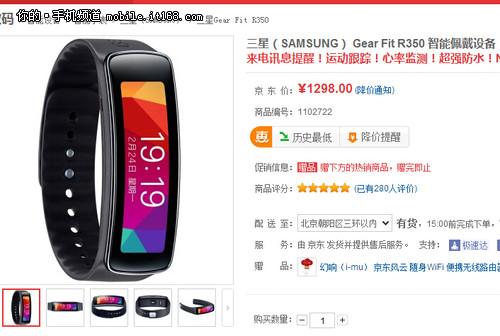 你的·手机频道 mobile.it168.com
三星Gear Fit R350
三星（SAMSUNG） Gear Fit R350 智能佩戴设备
来电讯息提醒！运动跟踪！心率监测！超强防水！
京 东 价： ￥1298.00 (降价通知)
商品编号： 1102722
惠 历史最低 降价提醒
促销信息： 赠品 赠下方的热销商品，赠完即止
商品评分： (已有280人评价)
配 送 至： 北京朝阳区三环以内 有货，15:00前完成下单，
服 务： 由 京东 发货并提供售后服务。 支持： 极速达
赠 品： 幻响（i-mu）京东风云 随身WiFi 便携无线路由器
购买数量： 1
19:19
2月24日 星期一